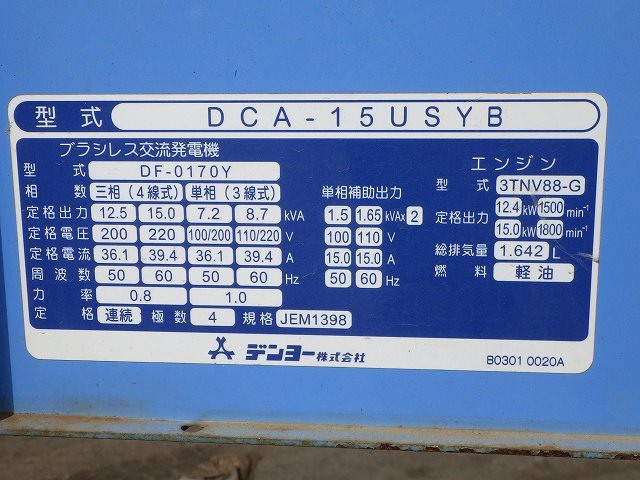 型式 DCA-15USYB
ブラシレス交流発電機
型式 DF-0170Y
相数 三相(4線式) 単相(3線式)
定格出力 12.5 15.0 7.2 8.7 kVA
定格電圧 200 220 100/200 110/220 V
定格電流 36.1 39.4 36.1 39.4 A
周波数 50 60 50 60 Hz
力率 0.8 1.0
定格 連続 極数 4 規格 JEM1398
単相補助出力
1.5 1.65 kVAx 2
100 110 V
15.0 15.0 A
50 60 Hz
エンジン
型式 3TNV88-G
定格出力 12.4 kW 1500 min⁻¹
15.0 kW 1800 min⁻¹
総排気量 1.642 L
燃料 軽油
デンヨー株式会社
B0301 0020A